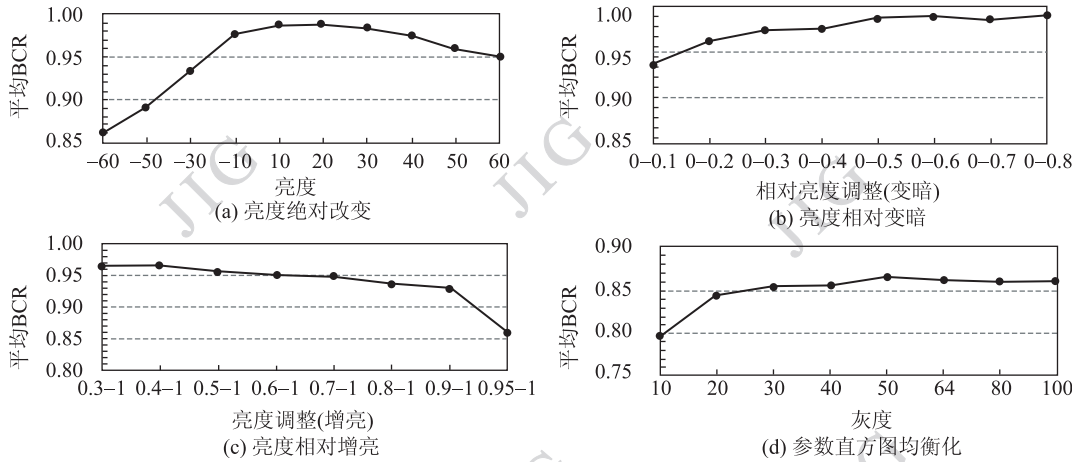 1.00
0.95
0.90
0.85
平均BCR
–60 –50 –30 –10 10 20 30 40 50 60
亮度
(a) 亮度绝对改变
1.00
0.95
0.90
0.85
平均BCR
0–0.1 0–0.2 0–0.3 0–0.4 0–0.5 0–0.6 0–0.7 0–0.8
相对亮度调整(变暗)
(b) 亮度相对变暗
1.00
0.95
0.90
0.85
0.80
平均BCR
0.3–1 0.4–1 0.5–1 0.6–1 0.7–1 0.8–1 0.9–1 0.95–1
亮度调整(增亮)
(c) 亮度相对增亮
0.90
0.85
0.80
0.75
平均BCR
10 20 30 40 50 64 80 100
灰度
(d) 参数直方图均衡化
JIG
JIG
JIG
JIG
JIG